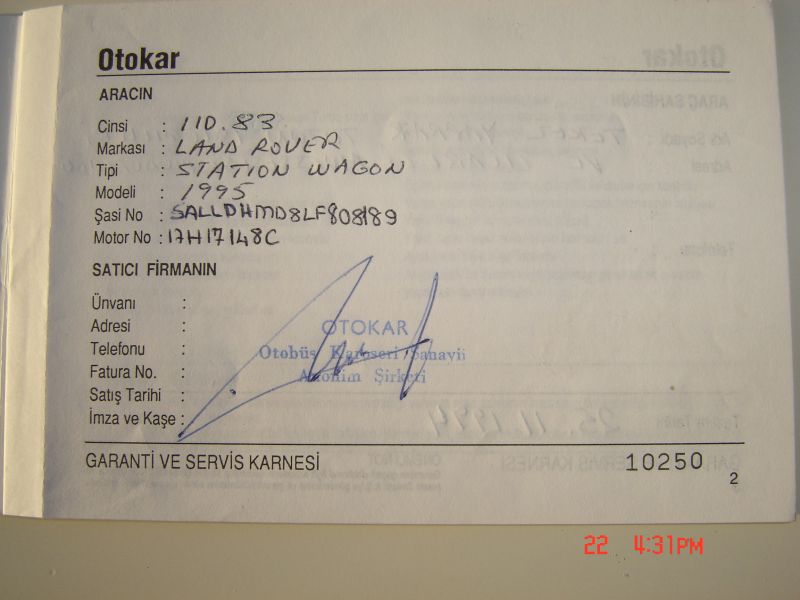 Otokar
ARACIN
Cinsi : 110.83
Markası : LAND ROVER
Tipi : STATION WAGON
Modeli : 1995
Şasi No : SALLDHMD8LF808189
Motor No : 17H17148C
SATICI FİRMANIN
Ünvanı :
Adresi :
Telefonu :
Fatura No. :
Satış Tarihi :
İmza ve Kaşe :
OTOKAR
Otobüs Karoseri Sanayii
Anonim Şirketi
GARANTİ VE SERVİS KARNESİ 10250
2
22 4:31PM